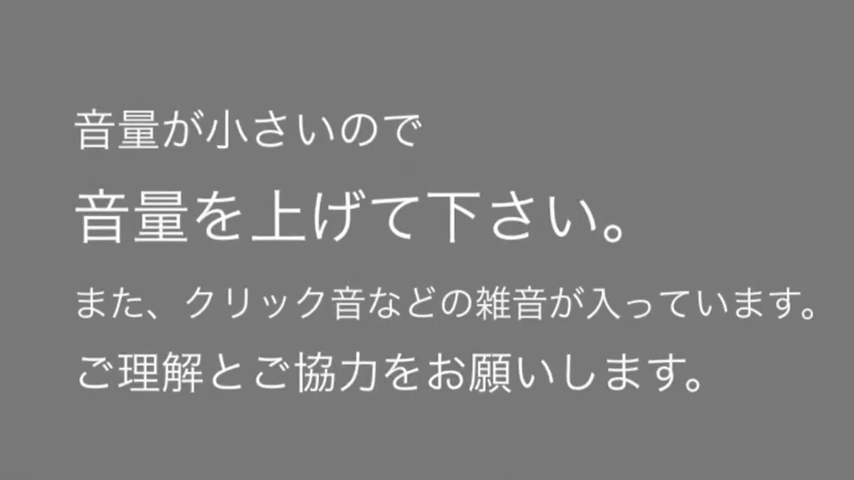 音量が小さいので
音量を上げて下さい。
また、クリック音などの雑音が入っています。
ご理解とご協力をお願いします。